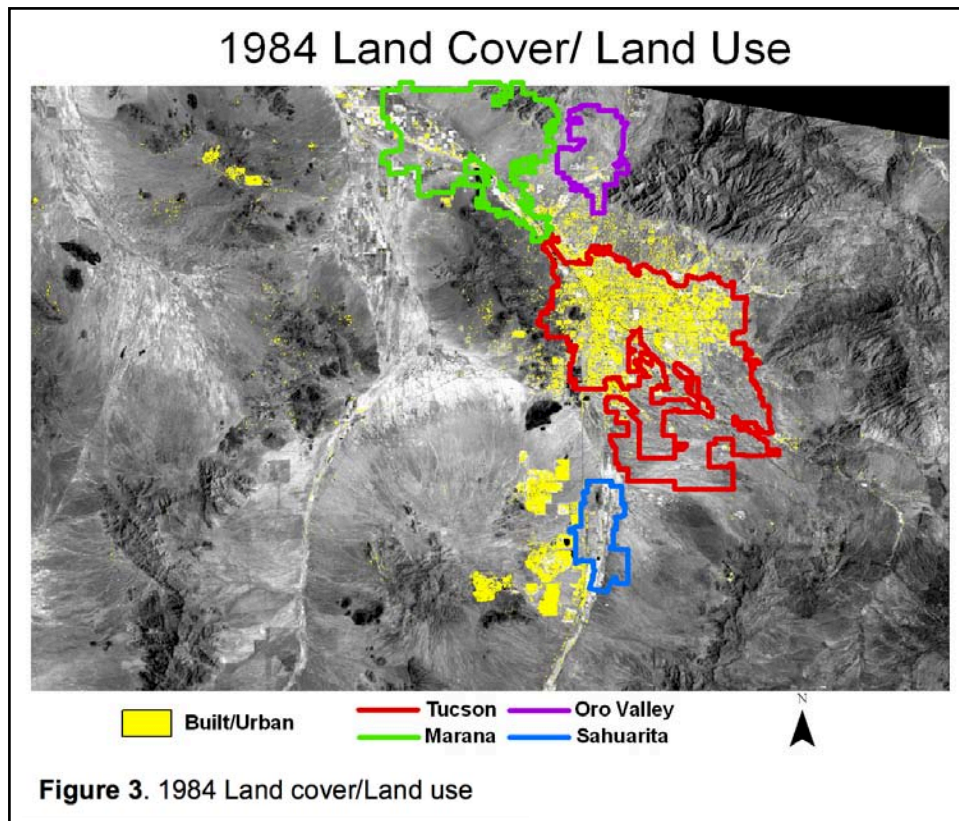 1984 Land Cover/ Land Use
Built/Urban
Tucson
Oro Valley
Marana
Sahuarita
N
Figure 3. 1984 Land cover/Land use